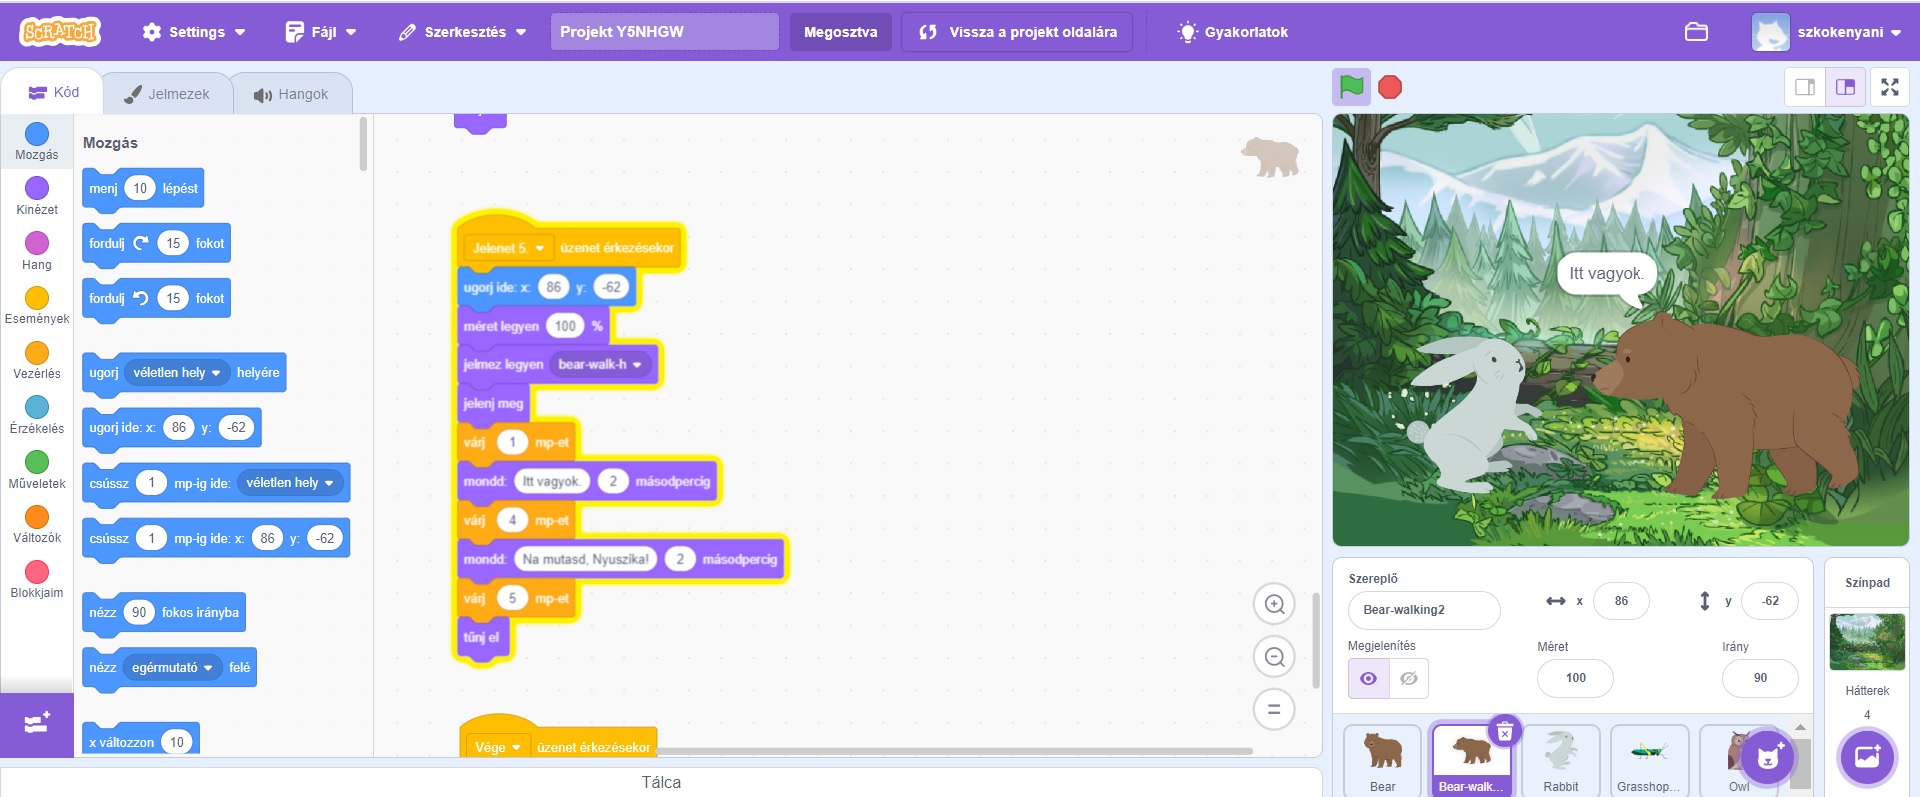 SCRATCH
Settings
Fájl
Szerkesztés
Projekt Y5NHGW
Megosztva
Vissza a projekt oldalára
Gyakorlatok
szkokenyani
Kód
Jelmezek
Hangok
Mozgás
Kinézet
Hang
Események
Vezérlés
Érzékelés
Műveletek
Változók
Blokkjaim
Mozgás
menj 10 lépést
fordulj 15 fokot
fordulj 15 fokot
ugorj véletlen hely helyére
ugorj ide: x: 86 y: -62
csússz 1 mp-ig ide: véletlen hely
csússz 1 mp-ig ide: x: 86 y: -62
nézz 90 fokos irányba
nézz egérmutató felé
x változzon 10
Jelenet 5. üzenet érkezésekor
ugorj ide: x: 86 y: -62
méret legyen 100 %
jelmez legyen bear-walk-h
jelenj meg
várj 1 mp-et
mondd: Itt vagyok. 2 másodpercig
várj 4 mp-et
mondd: Na mutasd, Nyuszika! 2 másodpercig
várj 5 mp-et
tűnj el
Vége üzenet érkezésekor
Tálca
Itt vagyok.
Szereplő
Bear-walking2
x 86
y -62
Megjelenítés
Méret
100
Irány
90
Bear
Bear-walk...
Rabbit
Grasshop...
Owl
Színpad
Hátterek
4